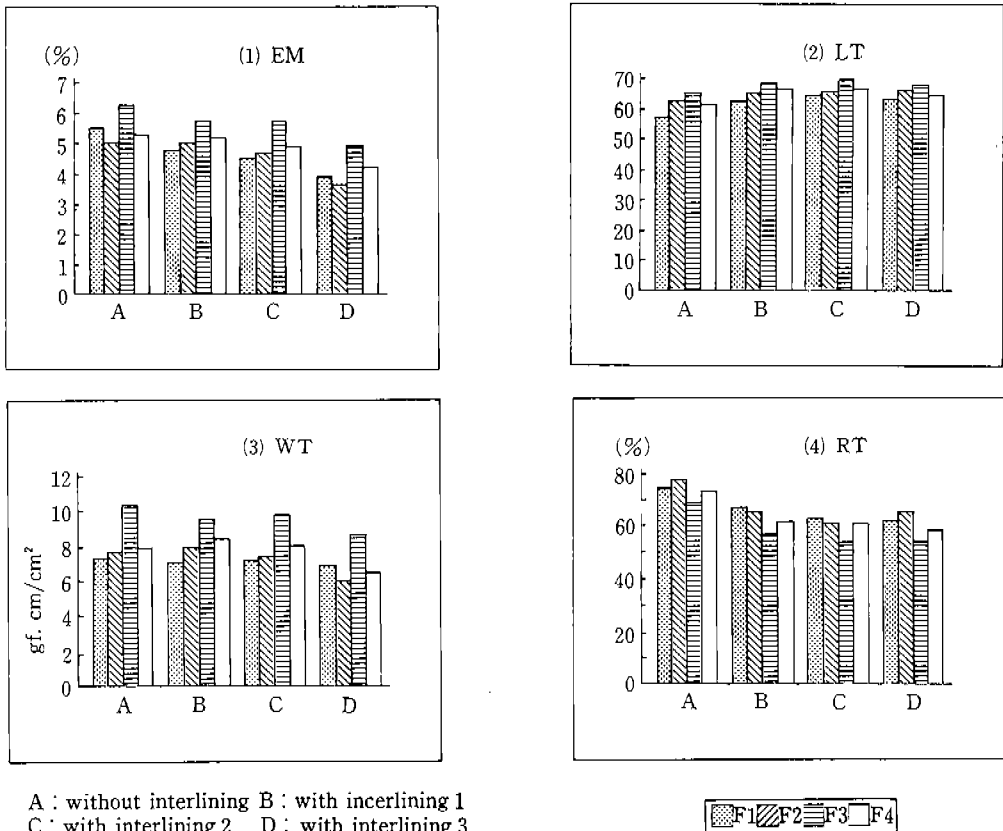 (1) EM
(%)
7
6
5
4
3
2
1
0
A B C D
(2) LT
70
60
50
40
30
20
10
0
A B C D
(3) WT
gf. cm/cm²
12
10
8
6
4
2
0
A B C D
(4) RT
(%)
80
60
40
20
0
A B C D
A : without interlining B : with incerlining 1
C : with interlining 2 D : with interlining 3
F1 F2 F3 F4